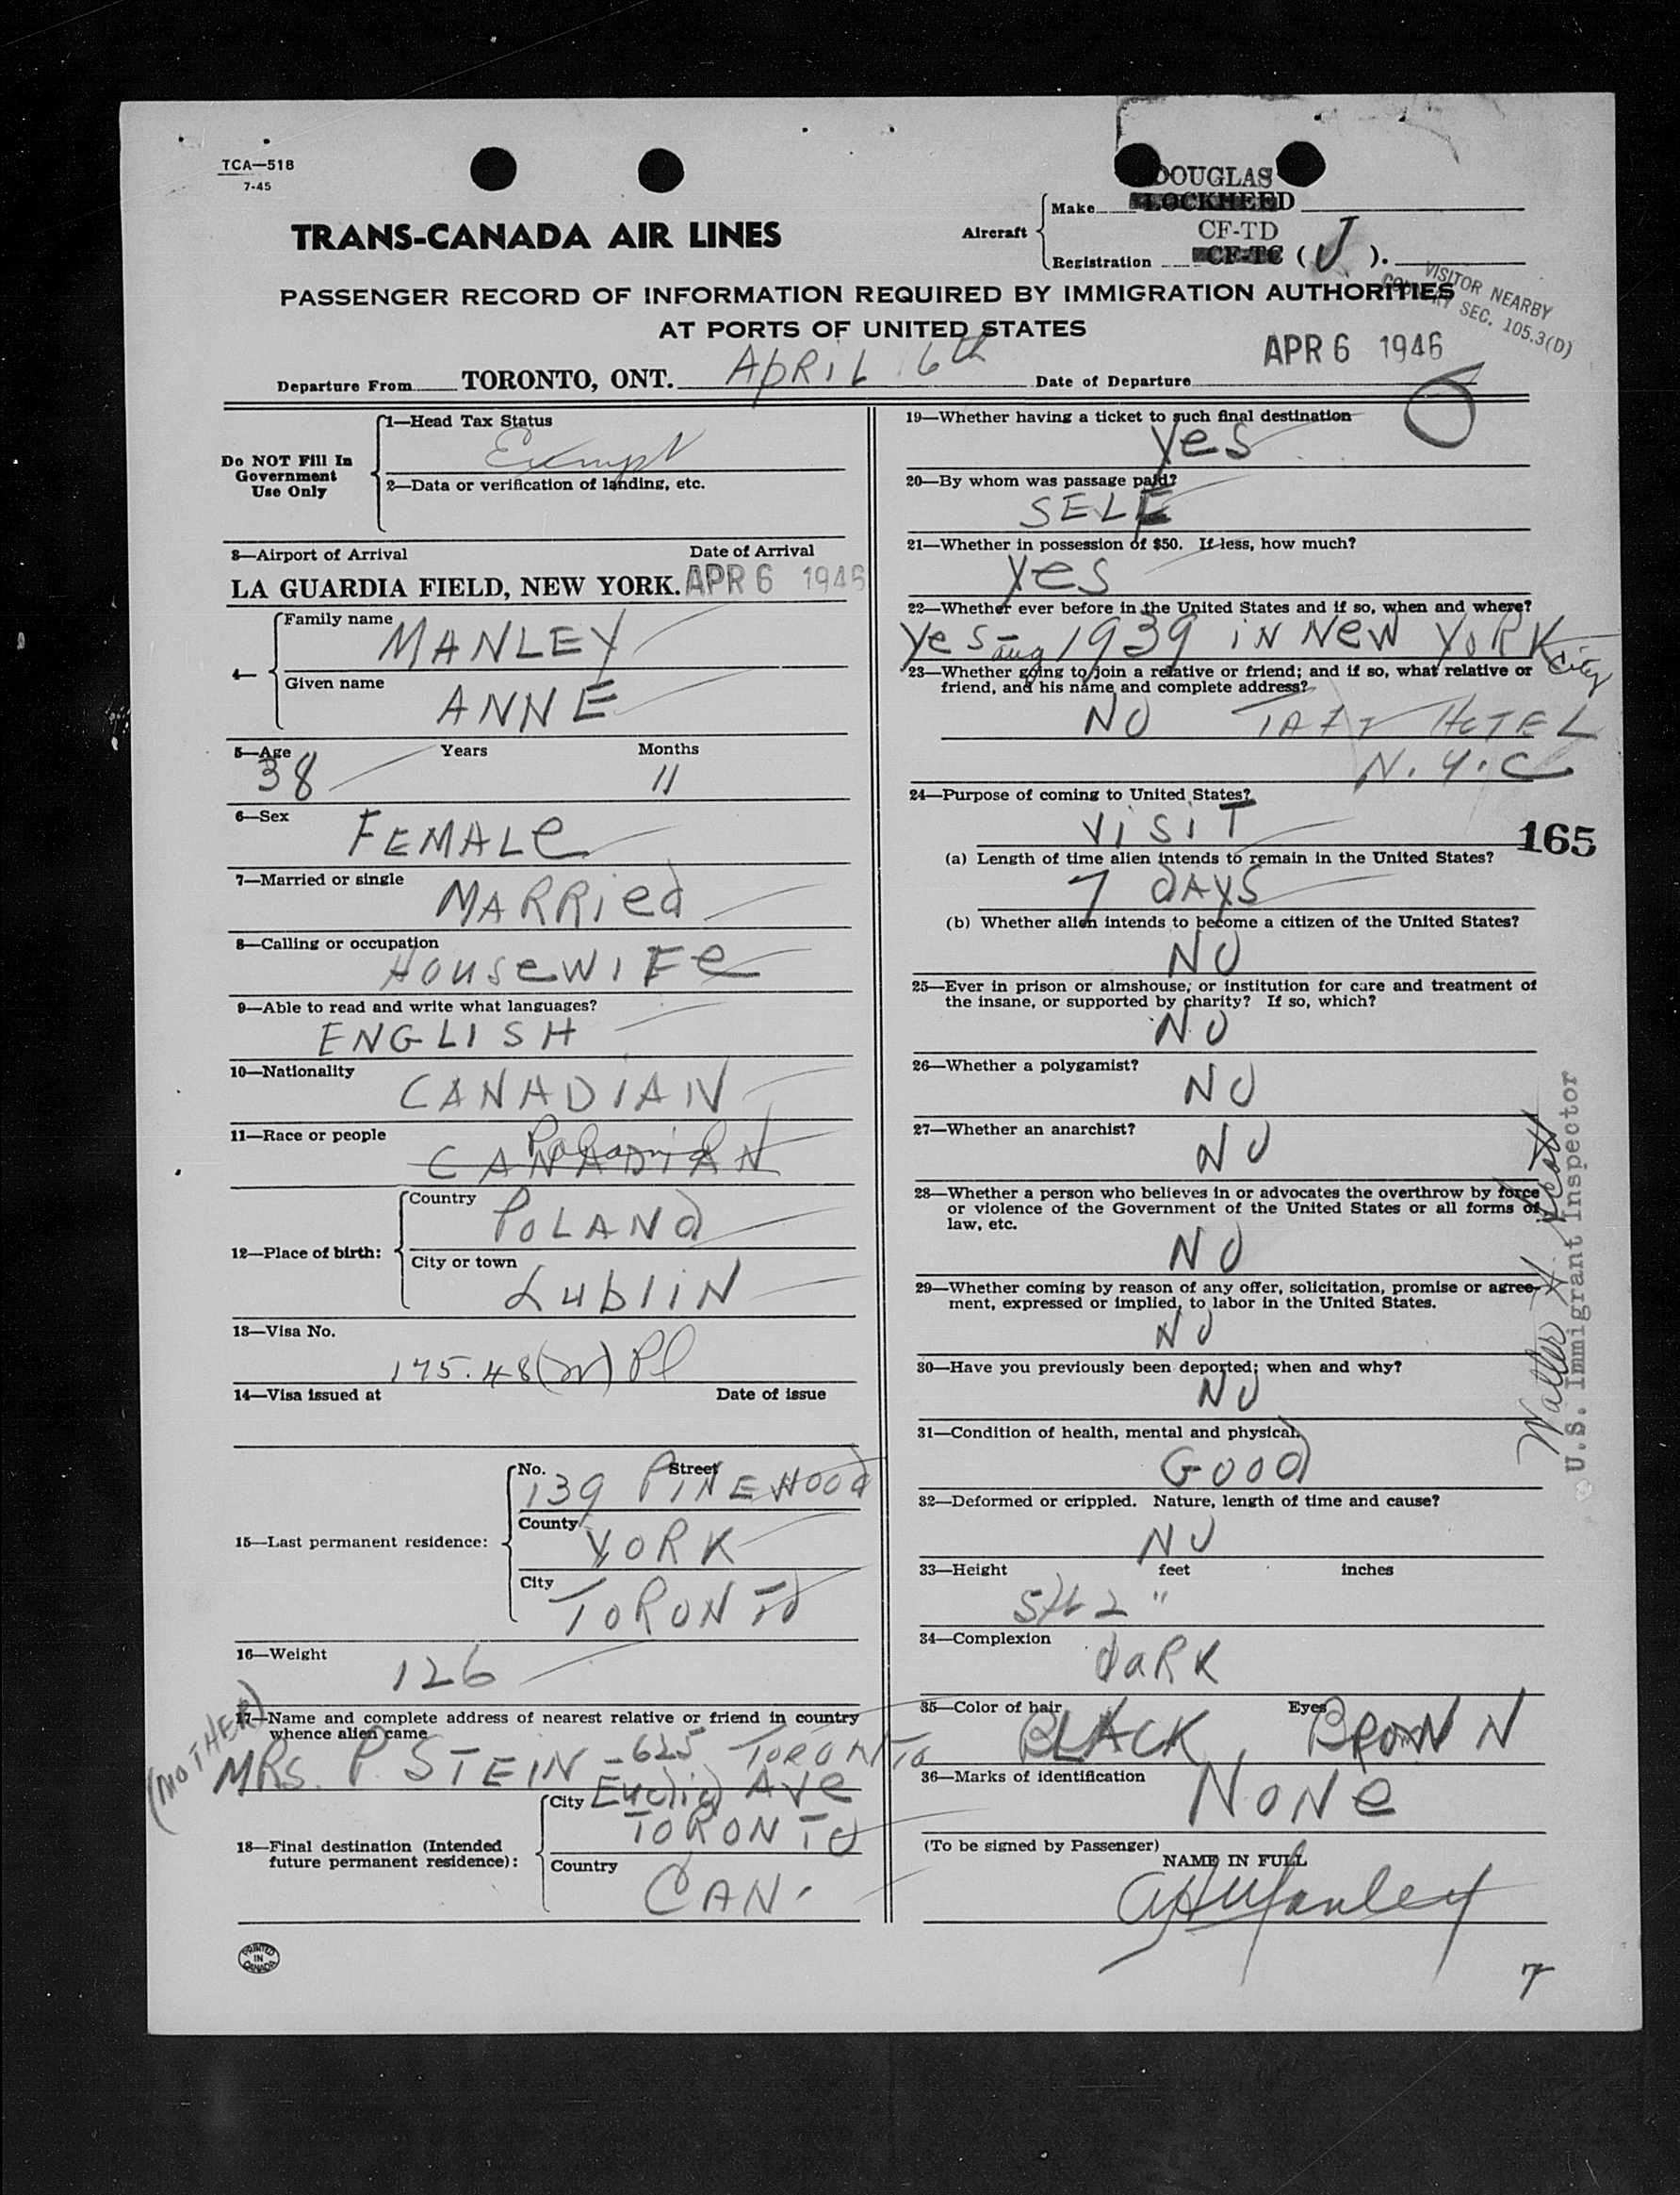 TCA—518
7-45
DOUGLAS
Aircraft
Make LOCKHEED
CF-TD
Registration CF-TC ( J ).
TRANS-CANADA AIR LINES
VISITOR NEARBY
COUNTRY SEC. 105.3(D)
PASSENGER RECORD OF INFORMATION REQUIRED BY IMMIGRATION AUTHORITIES
AT PORTS OF UNITED STATES
Departure From TORONTO, ONT. APRIL 6th Date of Departure APR 6 1946
Do NOT Fill In
Government
Use Only
1—Head Tax Status
Exempt
2—Data or verification of landing, etc.
3—Airport of Arrival Date of Arrival
LA GUARDIA FIELD, NEW YORK. APR 6 1946
4—
Family name
MANLEY
Given name
ANNE
5—Age Years Months
38 11
6—Sex
FEMALe
7—Married or single
MARRied
8—Calling or occupation
HouseWIFe
9—Able to read and write what languages?
ENGLISH
10—Nationality
CANADIAN
11—Race or people
CANADIAN
12—Place of birth:
Country
PoLANd
City or town
LubliN
13—Visa No.
175.48
14—Visa issued at Date of issue
15—Last permanent residence:
No. Street
139 PINEWOOd
County
YORK
City
TORONTO
16—Weight
126
17—Name and complete address of nearest relative or friend in country
whence alien came
(MOTHER)
MRS. P. STEIN - 625 TORONTO
Euclid Ave
18—Final destination (Intended
future permanent residence):
City
TORONTO
Country
CAN.
19—Whether having a ticket to such final destination
yes
20—By whom was passage paid?
SELF
21—Whether in possession of $50. If less, how much?
yes
22—Whether ever before in the United States and if so, when and where?
yes - aug 1939 iN NeW YORK City
23—Whether going to join a relative or friend; and if so, what relative or
friend, and his name and complete address?
NO TAFT HOTEL
N.Y.C
24—Purpose of coming to United States?
VISIT
165
(a) Length of time alien intends to remain in the United States?
7 dAYS
(b) Whether alien intends to become a citizen of the United States?
NO
25—Ever in prison or almshouse, or institution for care and treatment of
the insane, or supported by charity? If so, which?
NO
26—Whether a polygamist?
NO
27—Whether an anarchist?
NO
28—Whether a person who believes in or advocates the overthrow by force
or violence of the Government of the United States or all forms of
law, etc.
NO
29—Whether coming by reason of any offer, solicitation, promise or agree-
ment, expressed or implied, to labor in the United States.
NO
30—Have you previously been deported; when and why?
NO
31—Condition of health, mental and physical.
GOOd
32—Deformed or crippled. Nature, length of time and cause?
NO
33—Height feet inches
34—Complexion
daRK
35—Color of hair Eyes
BLACK, BROWN
36—Marks of identification
NoNe
(To be signed by Passenger)
NAME IN FULL
Manley
Walter H
U.S. Immigrant Inspector
PRINTED
IN
CANADA
7